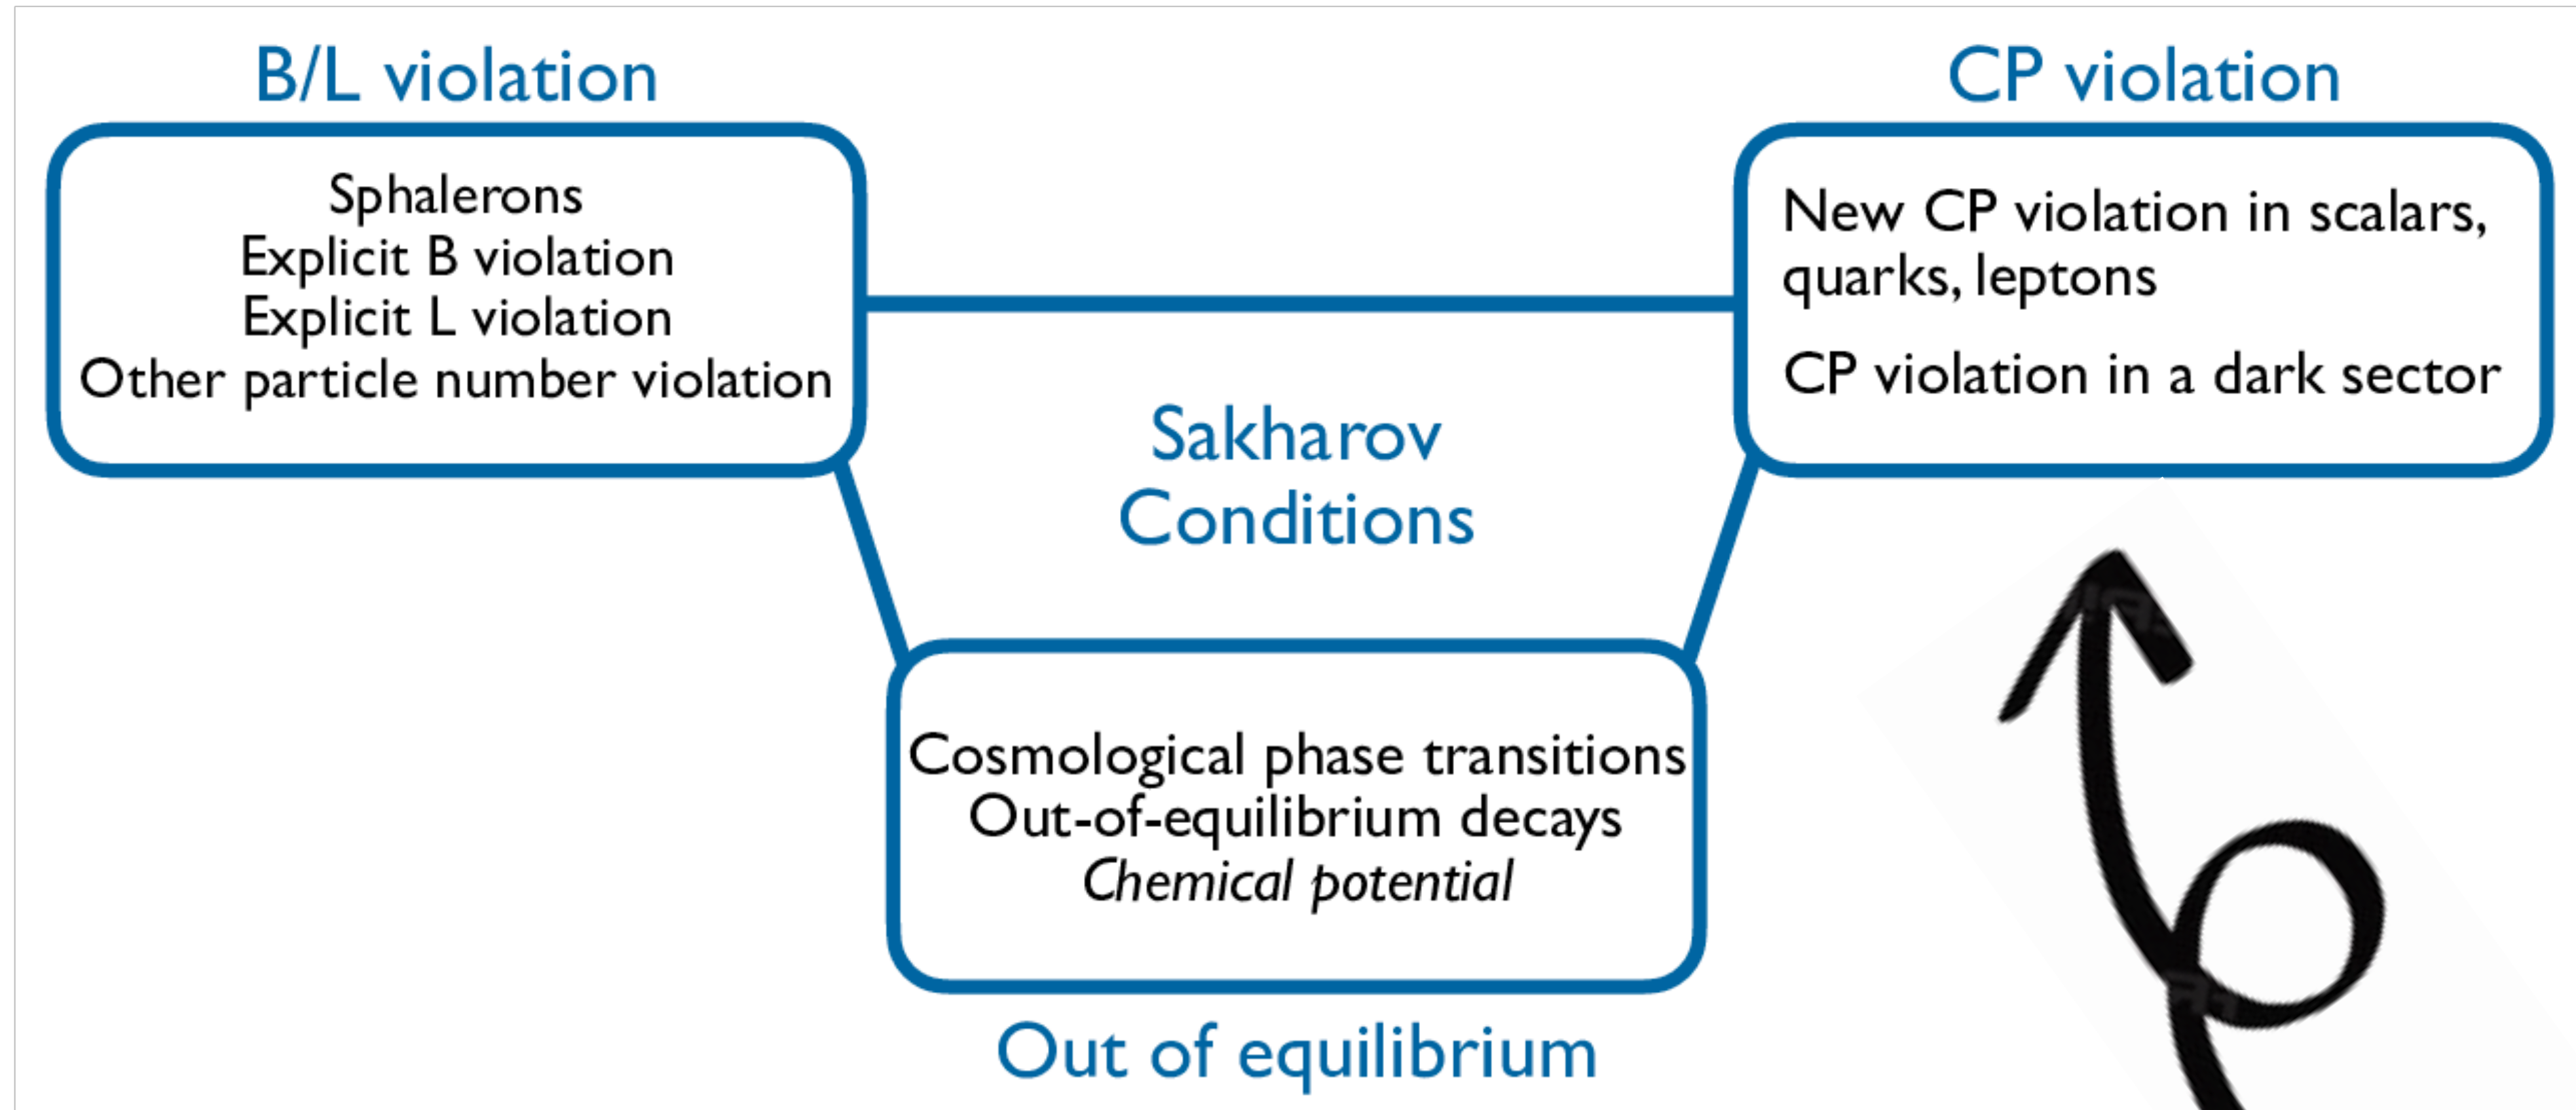 B/L violation
Sphalerons
Explicit B violation
Explicit L violation
Other particle number violation
CP violation
New CP violation in scalars,
quarks, leptons
CP violation in a dark sector
Sakharov
Conditions
Cosmological phase transitions
Out-of-equilibrium decays
Chemical potential
Out of equilibrium